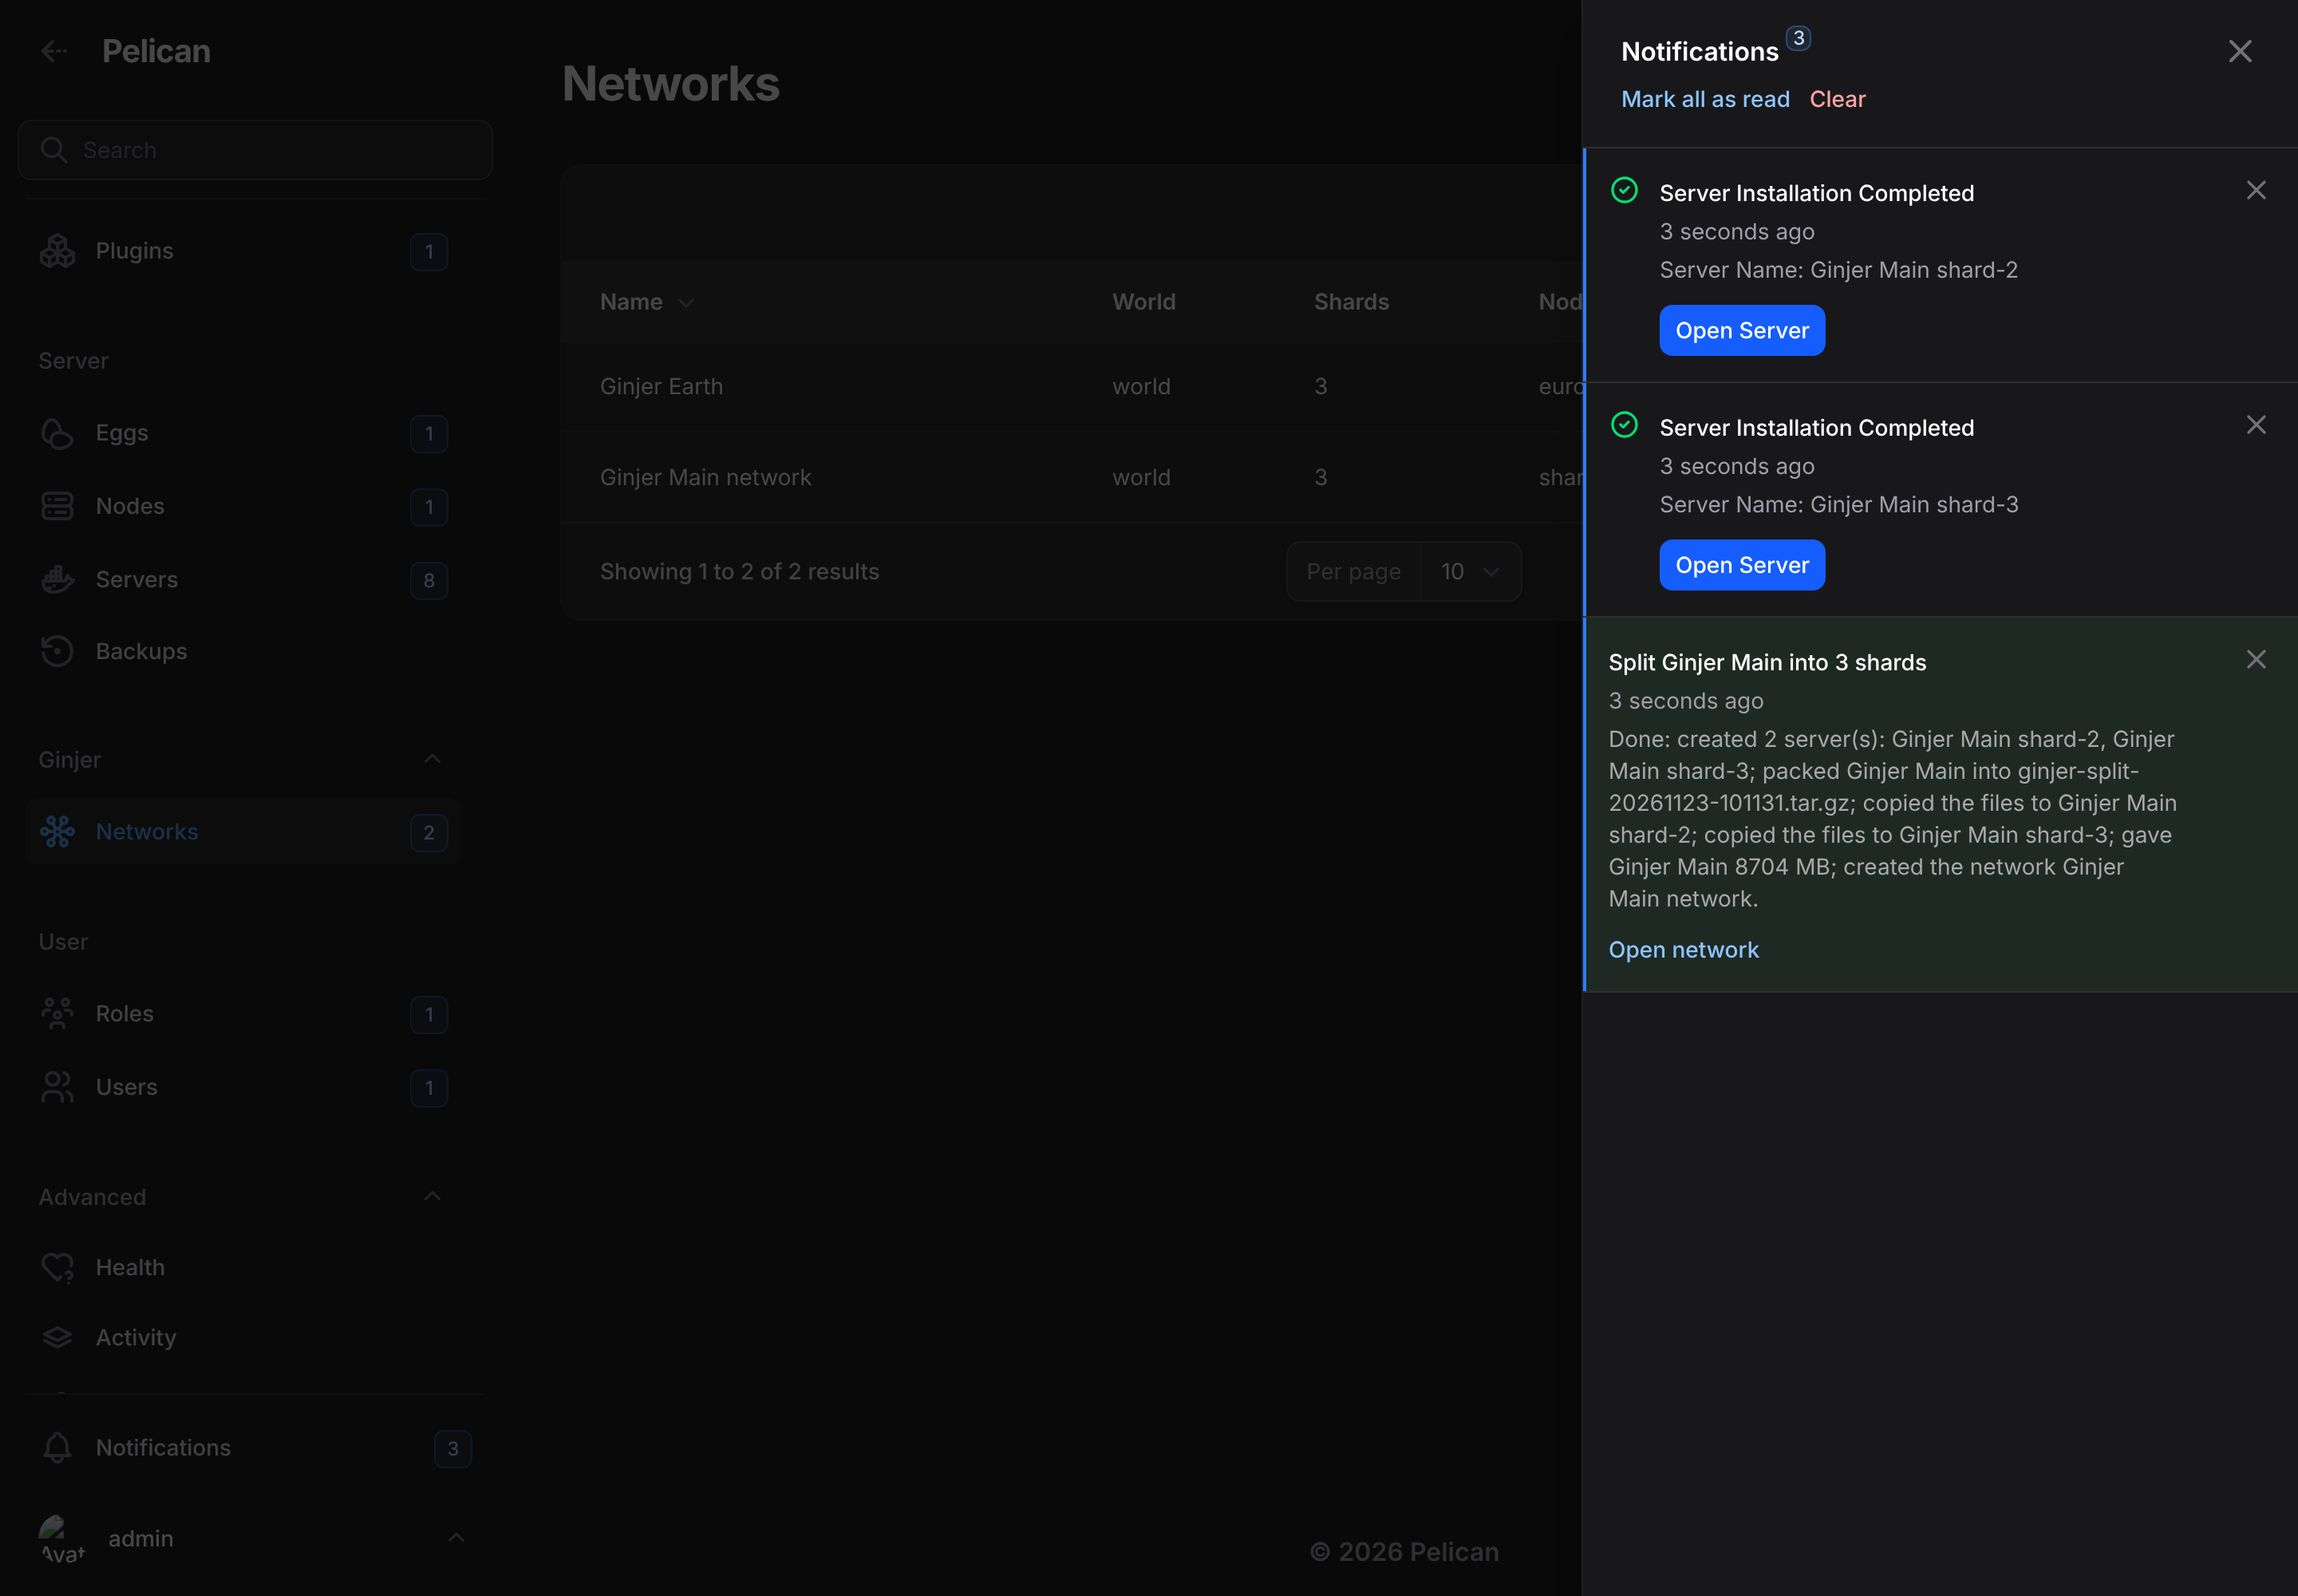 Pelican
Search
Plugins 1
Server
Eggs 1
Nodes 1
Servers 8
Backups
Ginjer
Networks 2
User
Roles 1
Users 1
Advanced
Health
Activity
Notifications 3
Avat
admin
Networks
Name World Shards Nod
Ginjer Earth world 3 euro
Ginjer Main network world 3 shar
Showing 1 to 2 of 2 results
Per page 10
© 2026 Pelican
Notifications 3
Mark all as read Clear
Server Installation Completed
3 seconds ago
Server Name: Ginjer Main shard-2
Open Server
Server Installation Completed
3 seconds ago
Server Name: Ginjer Main shard-3
Open Server
Split Ginjer Main into 3 shards
3 seconds ago
Done: created 2 server(s): Ginjer Main shard-2, Ginjer
Main shard-3; packed Ginjer Main into ginjer-split-
20261123-101131.tar.gz; copied the files to Ginjer Main
shard-2; copied the files to Ginjer Main shard-3; gave
Ginjer Main 8704 MB; created the network Ginjer
Main network.
Open network